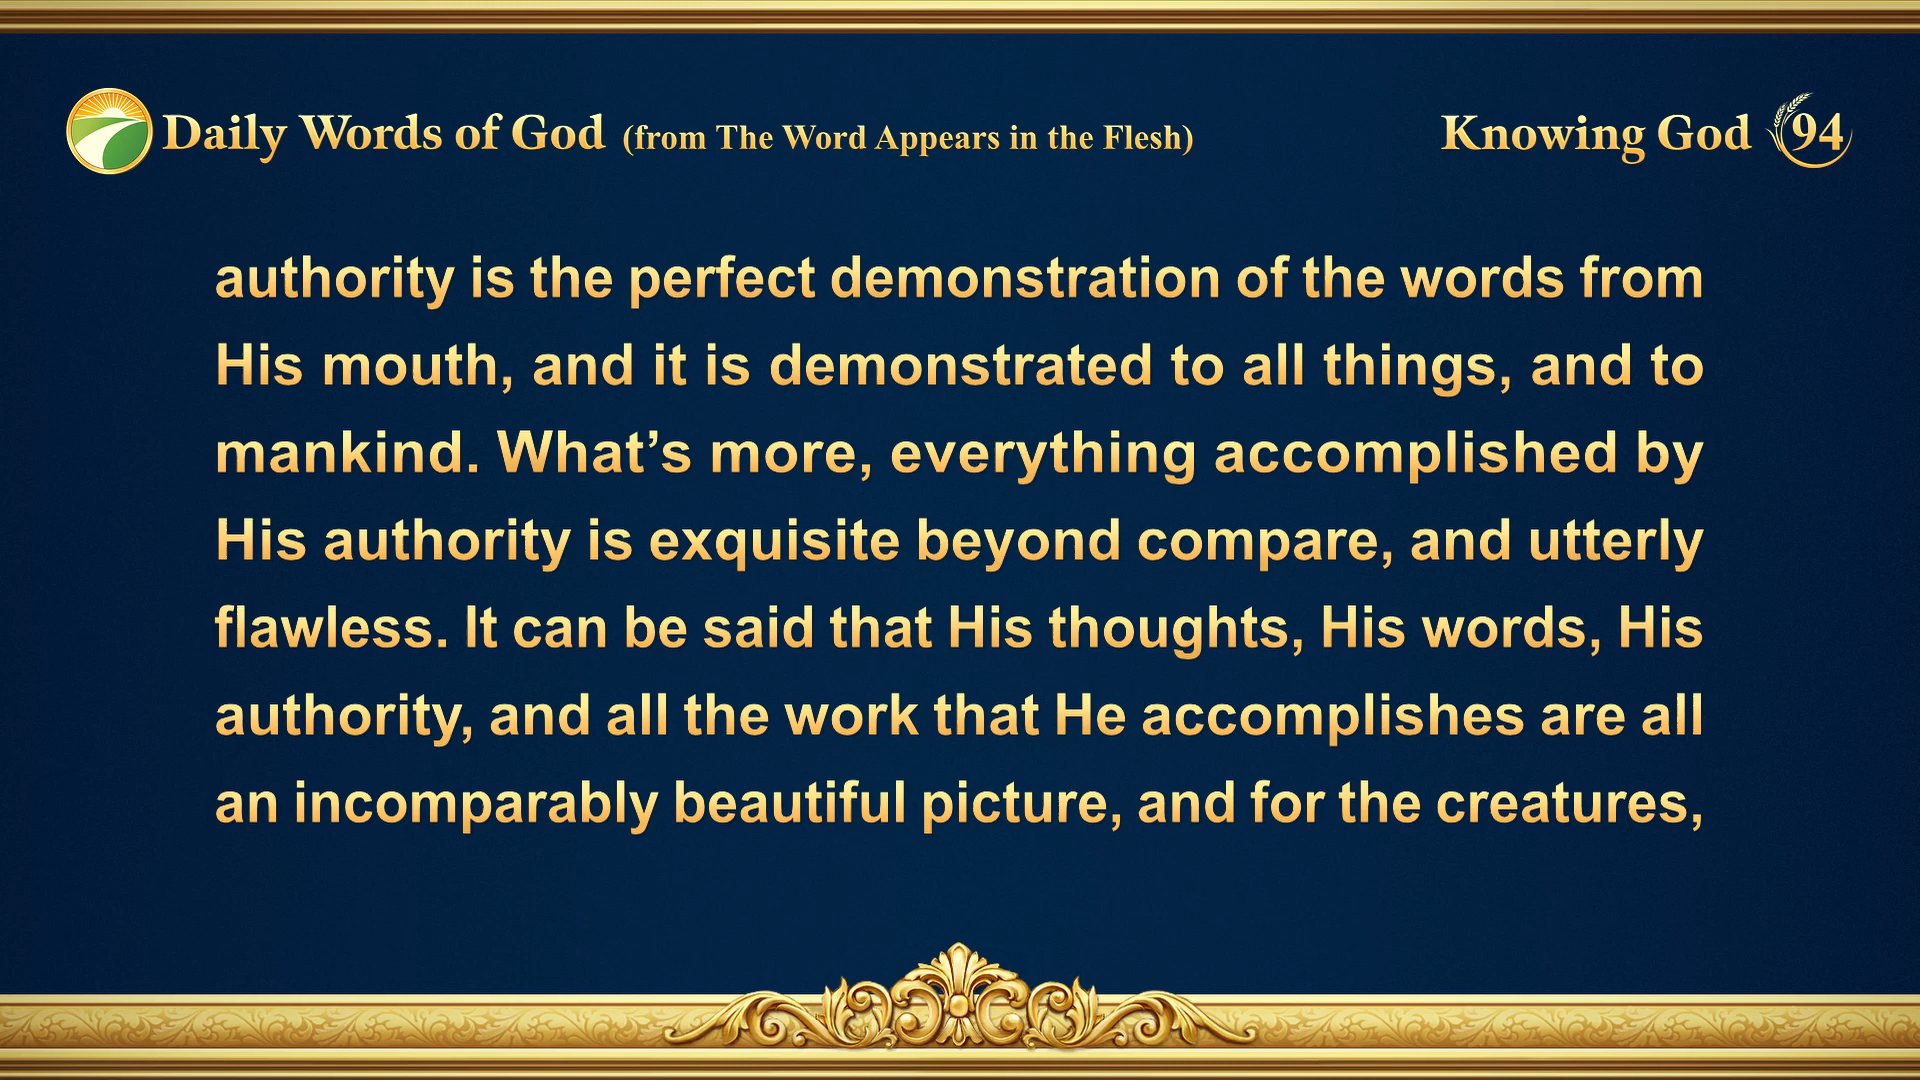 Daily Words of God (from The Word Appears in the Flesh)
Knowing God 94
authority is the perfect demonstration of the words from
His mouth, and it is demonstrated to all things, and to
mankind. What’s more, everything accomplished by
His authority is exquisite beyond compare, and utterly
flawless. It can be said that His thoughts, His words, His
authority, and all the work that He accomplishes are all
an incomparably beautiful picture, and for the creatures,